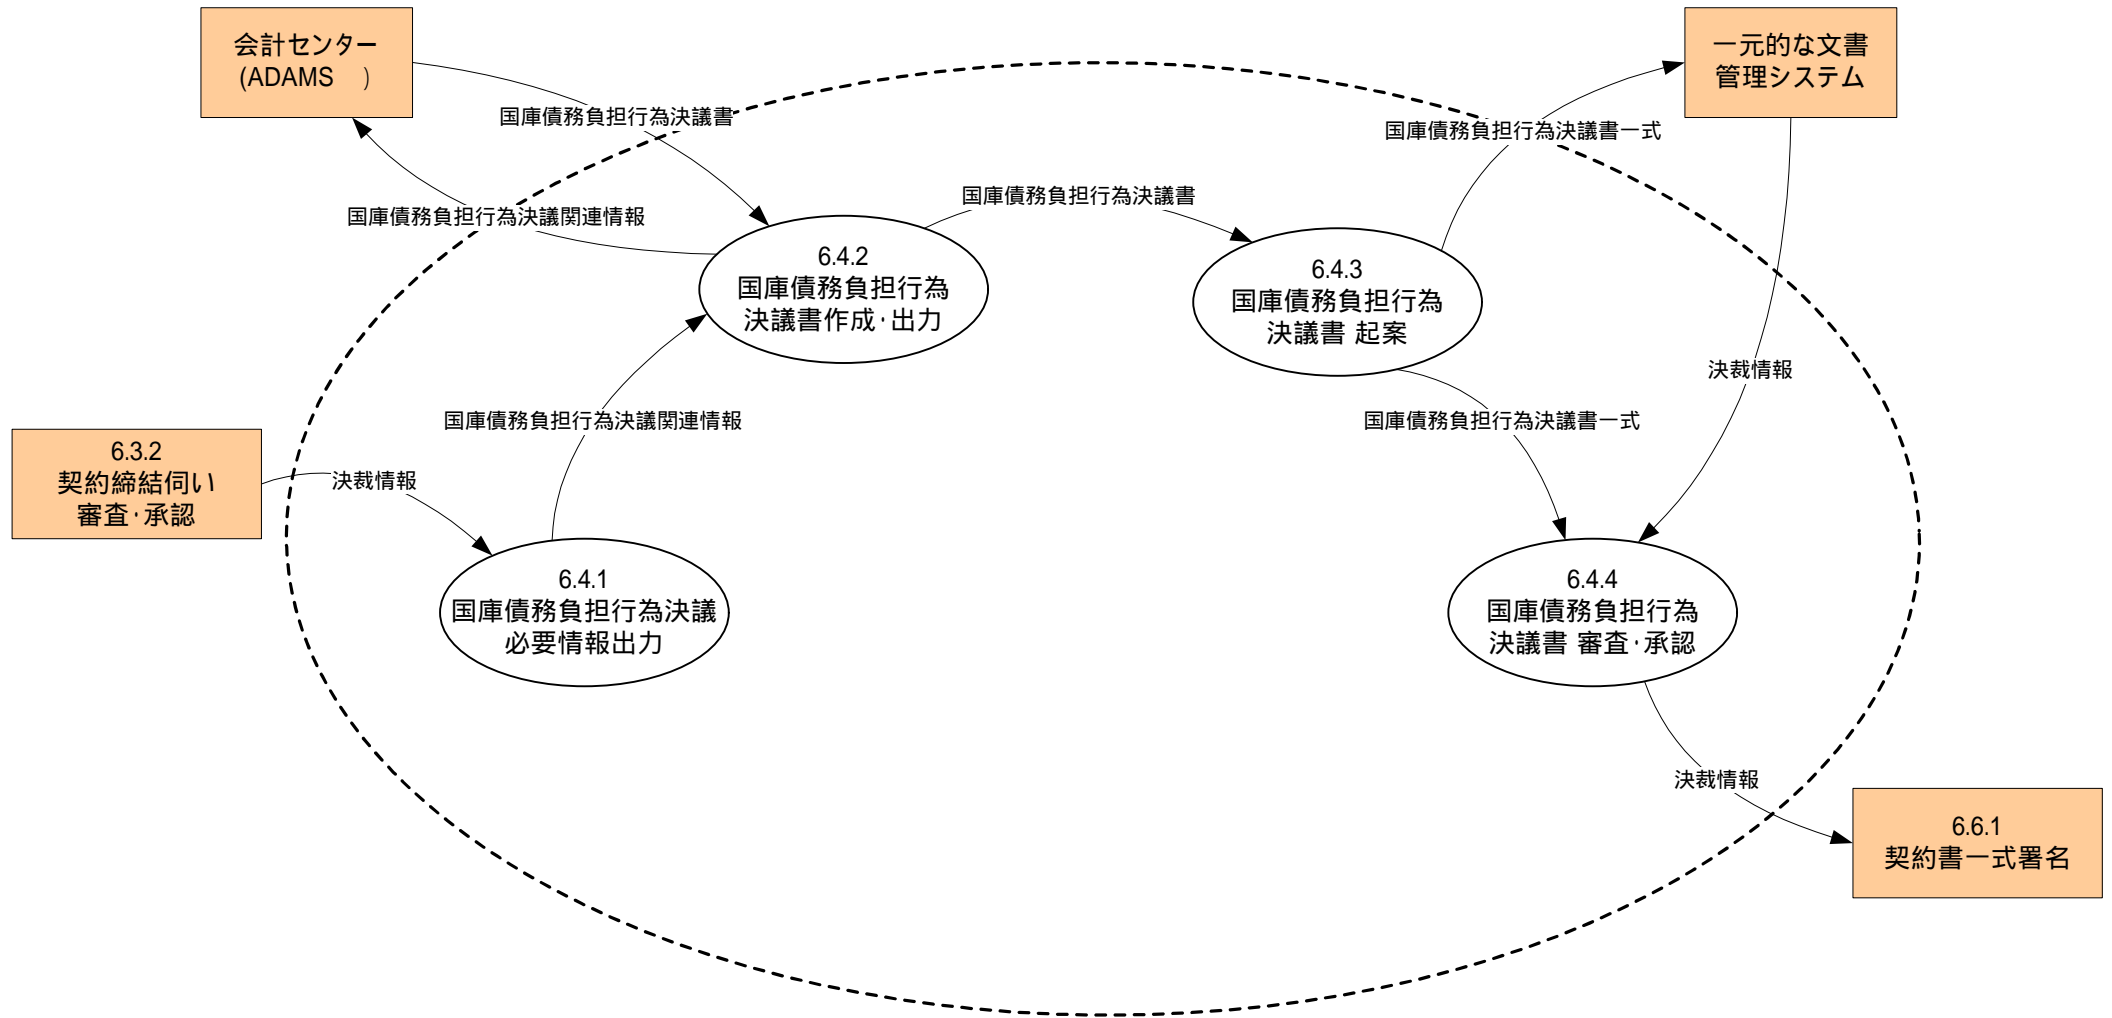 会計センター
(ADAMS　)
一元的な文書
管理システム
国庫債務負担行為決議書
国庫債務負担行為決議書一式
国庫債務負担行為決議書
国庫債務負担行為決議関連情報
6.4.2
国庫債務負担行為
決議書作成・出力
6.4.3
国庫債務負担行為
決議書 起案
決裁情報
国庫債務負担行為決議関連情報
国庫債務負担行為決議書一式
6.3.2
契約締結伺い
審査・承認
決裁情報
6.4.1
国庫債務負担行為決議
必要情報出力
6.4.4
国庫債務負担行為
決議書 審査・承認
決裁情報
6.6.1
契約書一式署名